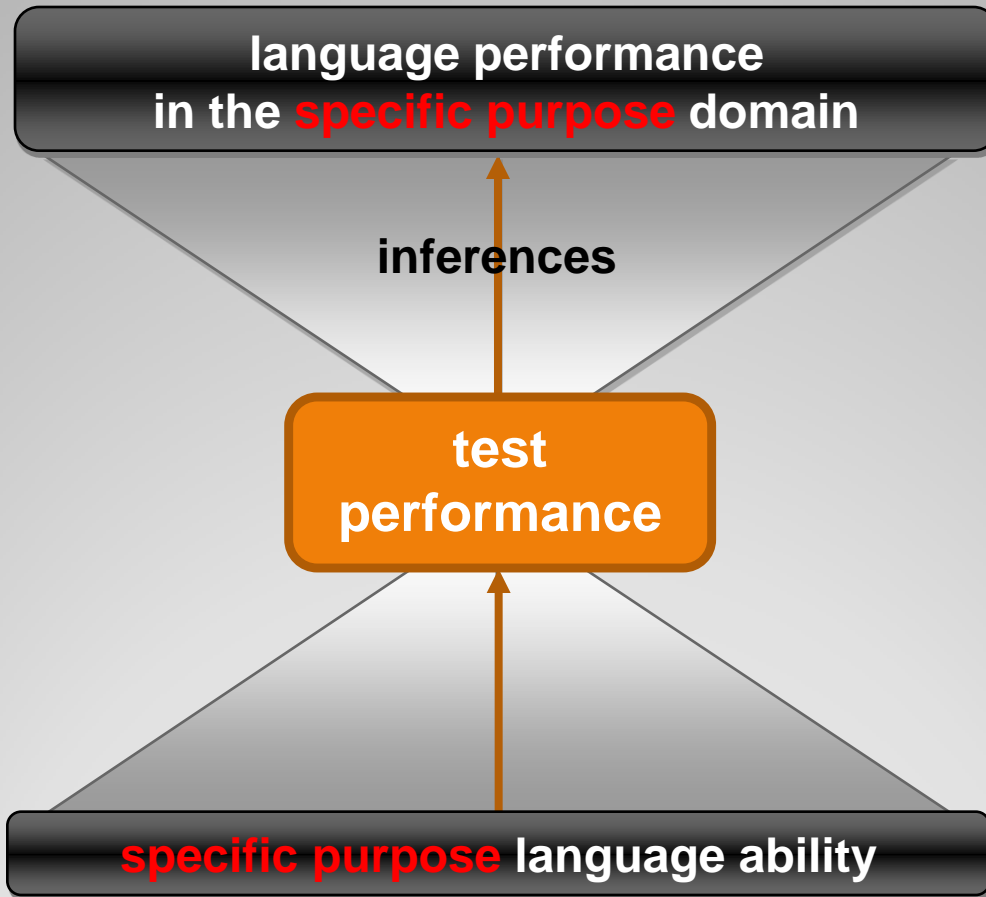 language performance
in the specific purpose domain
inferences
test
performance
specific purpose language ability